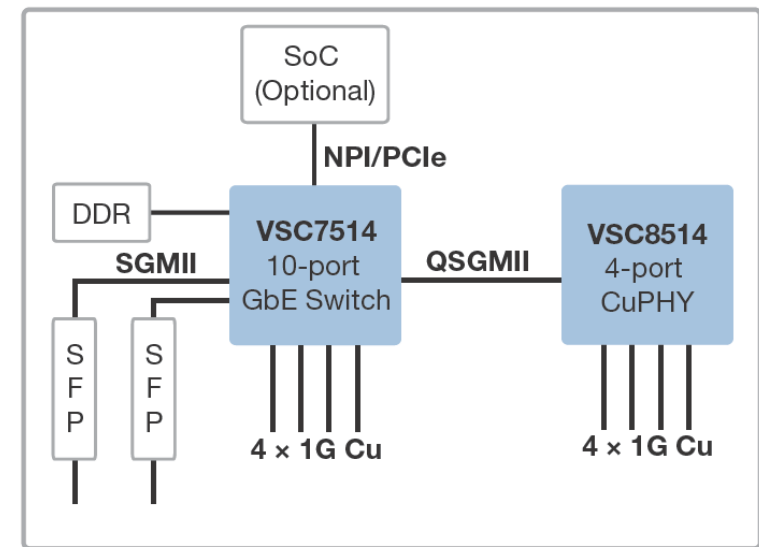 SoC
(Optional)
NPI/PCIe
DDR
VSC7514
10-port
GbE Switch
SGMII
QSGMII
VSC8514
4-port
CuPHY
S
F
P
S
F
P
4 × 1G Cu
4 × 1G Cu